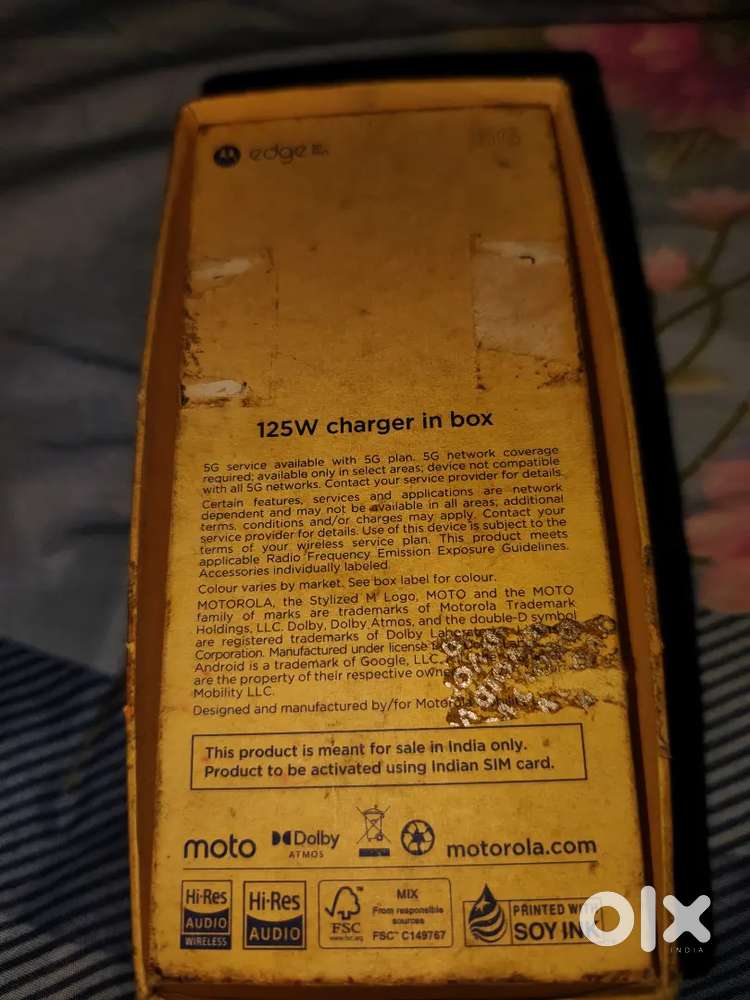 edge
125W charger in box
5G service available with 5G plan. 5G network coverage
required; available only in select areas; device not compatible
with all 5G networks. Contact your service provider for details.
Certain features, services and applications are network
dependent and may not be available in all areas; additional
terms, conditions and/or charges may apply. Contact your
service provider for details. Use of this device is subject to the
terms of your wireless service plan. This product meets
applicable Radio Frequency Emission Exposure Guidelines.
Accessories individually labeled.
Colour varies by market. See box label for colour.
MOTOROLA, the Stylized M Logo, MOTO and the MOTO
family of marks are trademarks of Motorola Trademark
Holdings, LLC. Dolby, Dolby Atmos, and the double-D symbol
are registered trademarks of Dolby
Corporation. Manufactured under license
Android is a trademark of Google, LLC.
are the property of their respective
Mobility LLC.
Designed and manufactured by/for
This product is meant for sale in India only.
Product to be activated using Indian SIM card.
moto Dolby ATMOS motorola.com
Hi-Res AUDIO WIRELESS
Hi-Res AUDIO
FSC
www.fsc.org
MIX
From responsible
sources
FSC™ C149767
PRINTED WITH
SOY INK
olx
INDIA